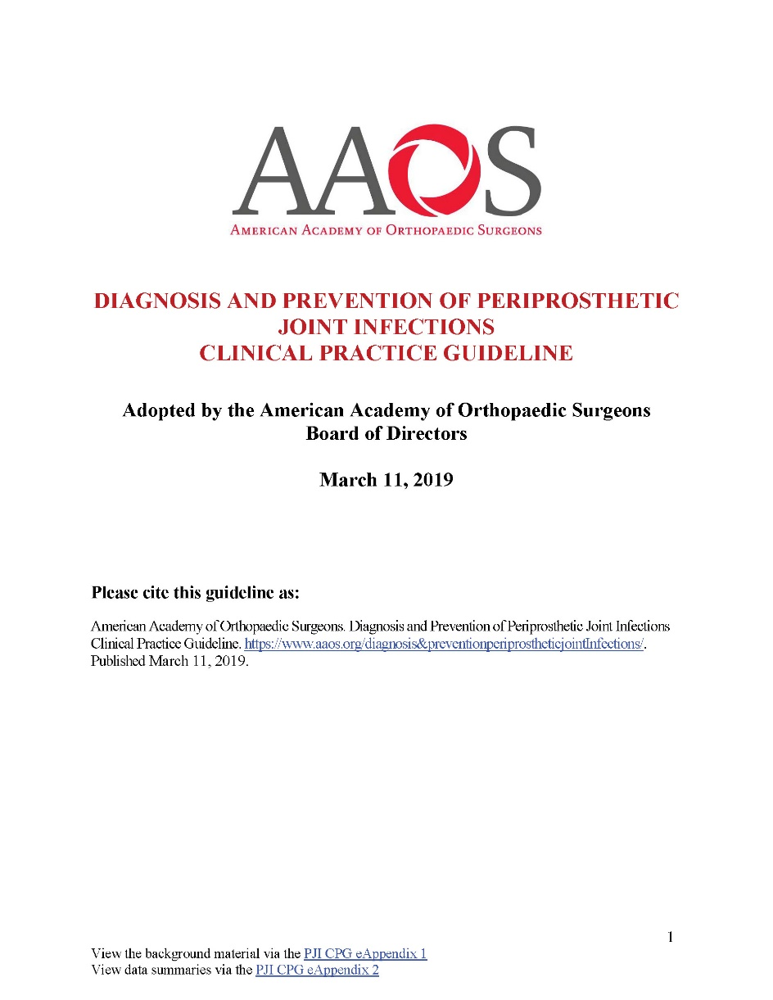 AAOS
AMERICAN ACADEMY OF ORTHOPAEDIC SURGEONS
DIAGNOSIS AND PREVENTION OF PERIPROSTHETIC
JOINT INFECTIONS
CLINICAL PRACTICE GUIDELINE
Adopted by the American Academy of Orthopaedic Surgeons
Board of Directors
March 11, 2019
Please cite this guideline as:
American Academy of Orthopaedic Surgeons. Diagnosis and Prevention of Periprosthetic Joint Infections
Clinical Practice Guideline. https://www.aaos.org/diagnosis&preventionperiprostheticjointInfections/.
Published March 11, 2019.
1
View the background material via the PJI CPG eAppendix 1
View data summaries via the PJI CPG eAppendix 2